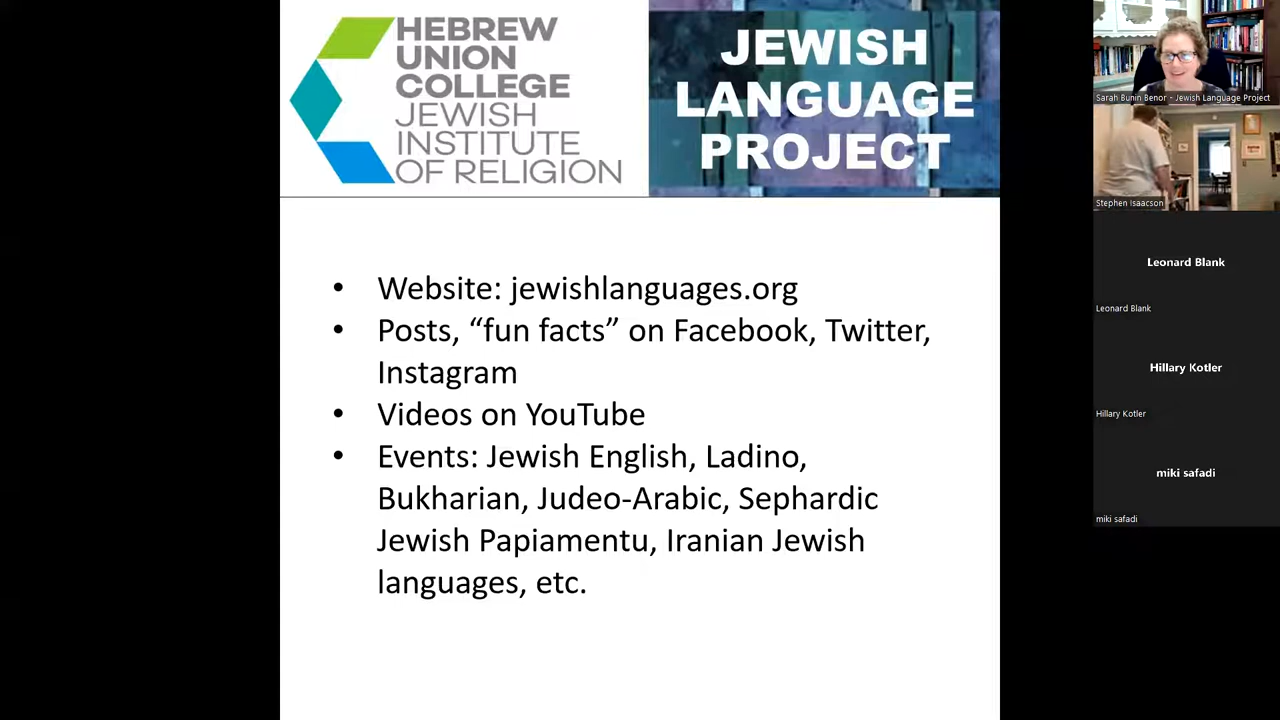 HEBREW
UNION
COLLEGE
JEWISH
INSTITUTE
OF RELIGION
JEWISH
LANGUAGE
PROJECT
• Website: jewishlanguages.org
• Posts, “fun facts” on Facebook, Twitter,
Instagram
• Videos on YouTube
• Events: Jewish English, Ladino,
Bukharian, Judeo-Arabic, Sephardic
Jewish Papiamentu, Iranian Jewish
languages, etc.
Sarah Bunin Benor - Jewish Language Project
Stephen Isaacson
Leonard Blank
Leonard Blank
Hillary Kotler
Hillary Kotler
miki safadi
miki safadi